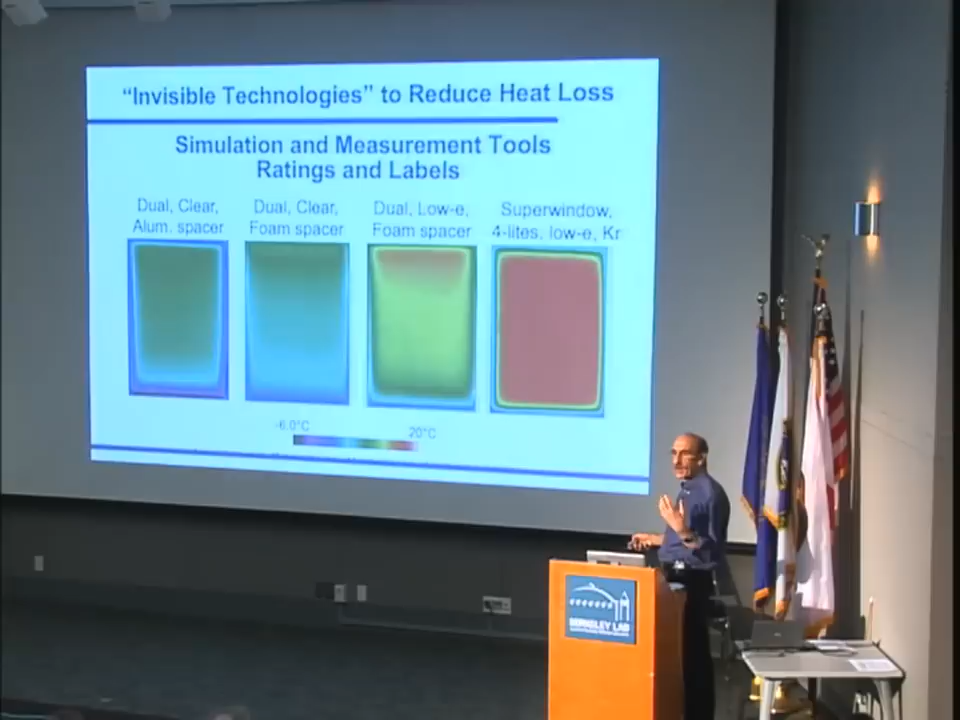 “Invisible Technologies” to Reduce Heat Loss
Simulation and Measurement Tools
Ratings and Labels
Dual, Clear,
Alum. spacer
Dual, Clear,
Foam spacer
Dual, Low-e,
Foam spacer
Superwindow,
4-lites, low-e, Kr
-6.0°C
20°C
BERKELEY LAB